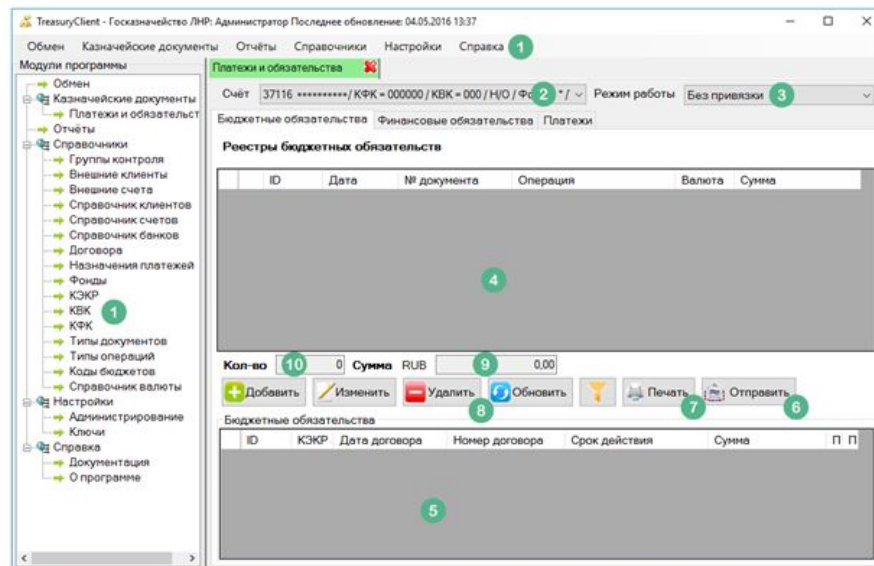 TreasuryClient - Госказначейство ЛНР: Администратор Последнее обновление: 04.05.2016 13:37
Обмен Казначейские документы Отчёты Справочники Настройки Справка 1
Модули программы
Обмен
Казначейские документы
Платежи и обязательст
Отчёты
Справочники
Группы контроля
Внешние клиенты
Внешние счета
Справочник клиентов
Справочник счетов
Справочник банков
Договора
Назначения платежей
Фонды
КЭКР
КВК 1
КФК
Типы документов
Типы операций
Коды бюджетов
Справочник валюты
Настройки
Администрирование
Ключи
Справка
Документация
О программе
Платежи и обязательства
Счёт 37116 **********/ КФК = 000000 / КВК = 000 / Н/О / 2 * / Режим работы Без привязки 3
Бюджетные обязательства Финансовые обязательства Платежи
Реестры бюджетных обязательств
ID Дата № документа Операция Валюта Сумма
4
Кол-во 10 0 Сумма RUB 9 0,00
Добавить Изменить Удалить Обновить Печать Отправить
8 7 6
Бюджетные обязательства
ID КЭКР Дата договора Номер договора Срок действия Сумма П П
5